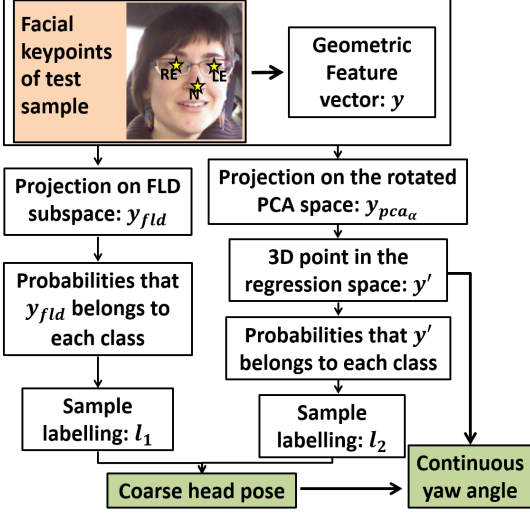 Facial
keypoints
of test
sample
RE
LE
N
Geometric
Feature
vector: y
Projection on FLD
subspace: y_fld
Projection on the rotated
PCA space: y_pca_α
Probabilities that
y_fld belongs to
each class
3D point in the
regression space: y′
Probabilities that y′
belongs to each class
Sample
labelling: l₁
Sample
labelling: l₂
Coarse head pose
Continuous
yaw angle